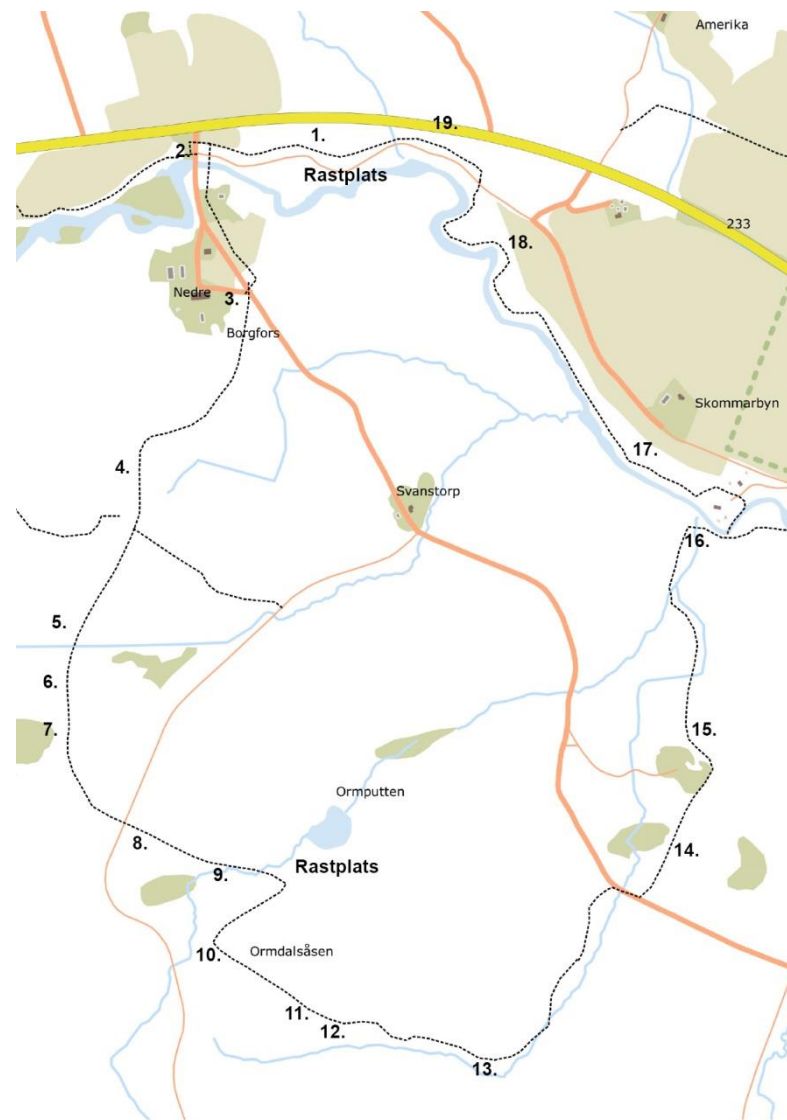 Amerika
19.
1.
2.
Rastplats
233
18.
Nedre
3.
Borgfors
Skommarbyn
4.
17.
Svanstorp
16.
5.
6.
7.
15.
Ormputten
8.
14.
Rastplats
9.
10.
Ormdalsåsen
11.
12.
13.